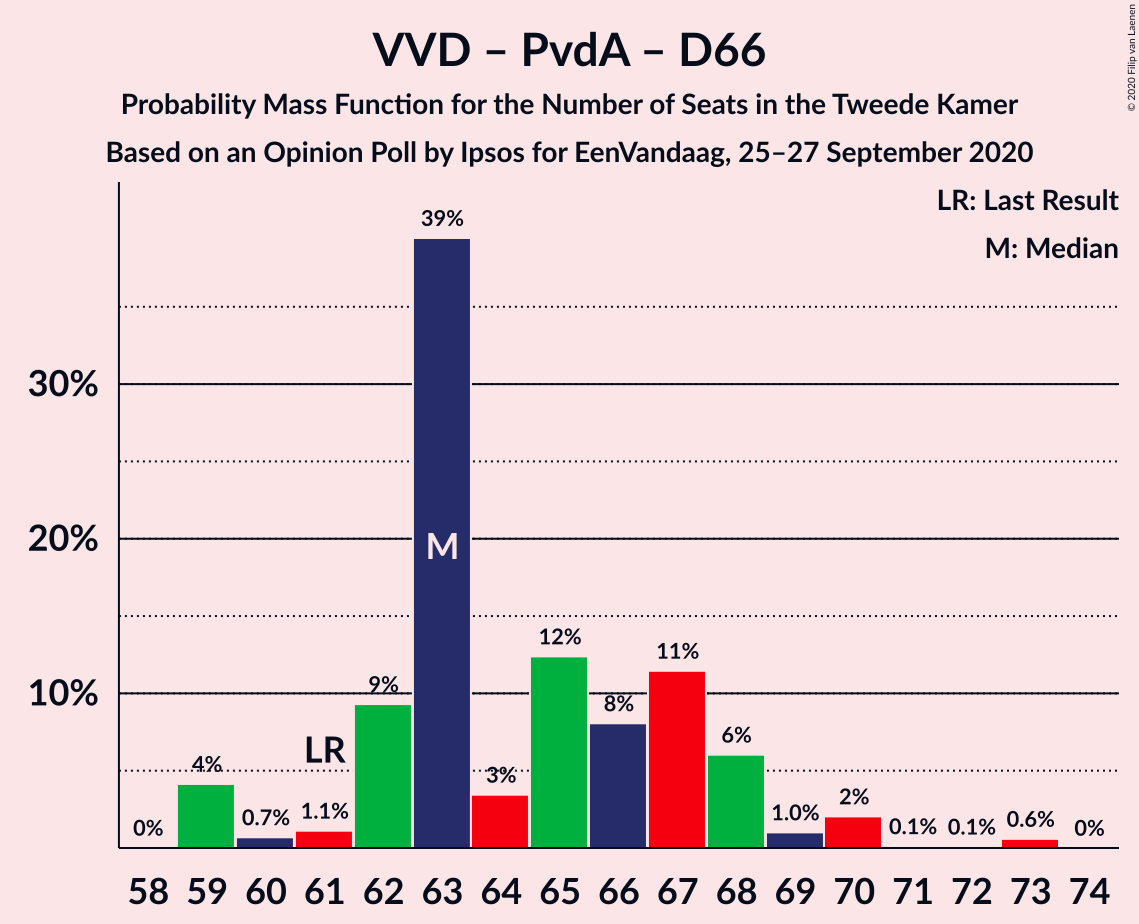 VVD – PvdA – D66
Probability Mass Function for the Number of Seats in the Tweede Kamer
Based on an Opinion Poll by Ipsos for EenVandaag, 25–27 September 2020
© 2020 Filip van Laenen
LR: Last Result
M: Median
39%
30%
20%
M
12%
11%
10%
9%
8%
6%
LR
4%
3%
2%
0%
0.7%
1.1%
1.0%
0.1%
0.1%
0.6%
0%
58 59 60 61 62 63 64 65 66 67 68 69 70 71 72 73 74